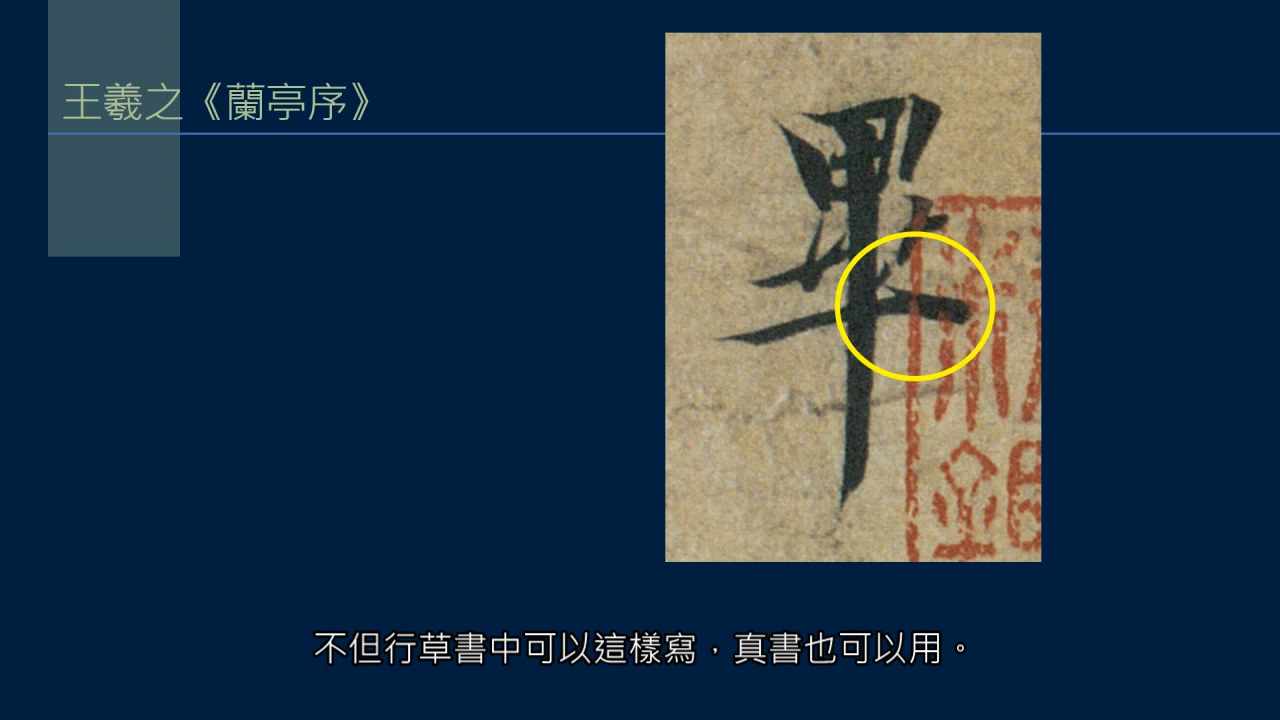 王羲之《蘭亭序》
畢
不但行草書中可以這樣寫，真書也可以用。